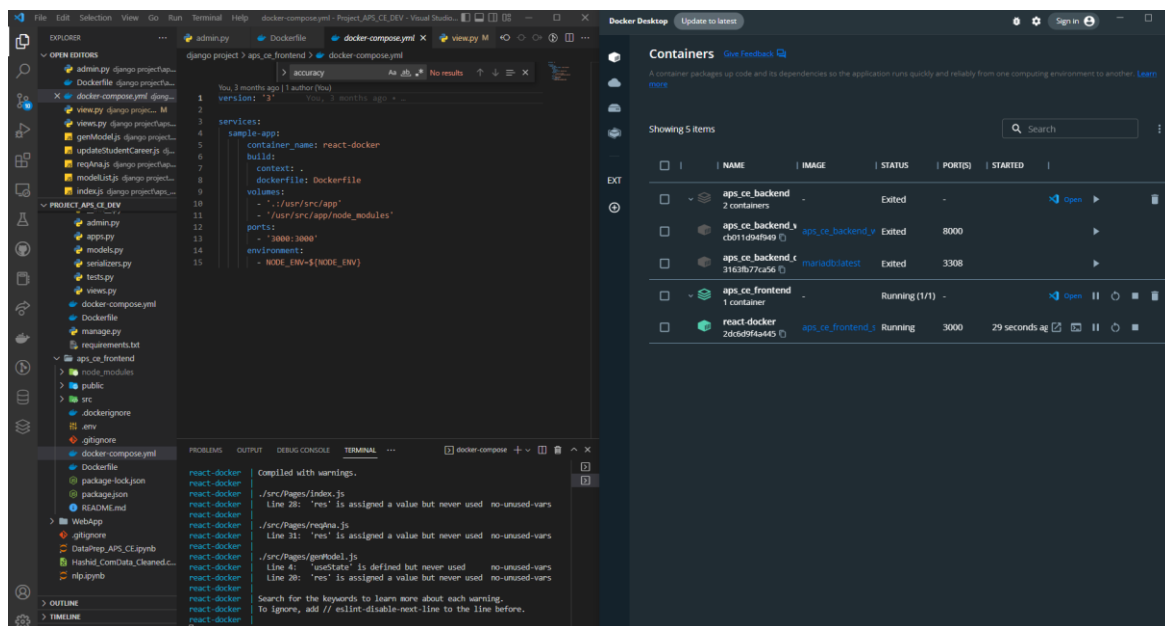 File Edit Selection View Go Run Terminal Help docker-compose.yml - Project_APS_CE_DEV - Visual Studio...
EXPLORER
OPEN EDITORS
admin.py django project\ap...
Dockerfile django project\a...
docker-compose.yml djang...
view.py django projec... M
views.py django project\aps...
genModel.js django project...
updateStudentCareer.js dj...
reqAna.js django project\ap...
modelList.js django project...
index.js django project\aps_...
PROJECT_APS_CE_DEV
admin.py
apps.py
models.py
serializers.py
tests.py
views.py
docker-compose.yml
Dockerfile
manage.py
requirements.txt
aps_ce_frontend
node_modules
public
src
.dockerignore
.env
.gitignore
docker-compose.yml
Dockerfile
package-lock.json
package.json
README.md
WebApp
.gitignore
DataPrep_APS_CE.ipynb
Hashid_ComData_Cleaned.c...
nlp.ipynb
OUTLINE
TIMELINE
admin.py Dockerfile docker-compose.yml view.py M
django project > aps_ce_frontend > docker-compose.yml
accuracy Aa ab No results
You, 3 months ago | 1 author (You)
1 version: '3' You, 3 months ago • …
2
3 services:
4 sample-app:
5 container_name: react-docker
6 build:
7 context: .
8 dockerfile: Dockerfile
9 volumes:
10 - '.:/usr/src/app'
11 - '/usr/src/app/node_modules'
12 ports:
13 - '3000:3000'
14 environment:
15 - NODE_ENV=${NODE_ENV}
PROBLEMS OUTPUT DEBUG CONSOLE TERMINAL ... docker-compose
react-docker | Compiled with warnings.
react-docker |
react-docker | ./src/Pages/index.js
react-docker | Line 28: 'res' is assigned a value but never used no-unused-vars
react-docker |
react-docker | ./src/Pages/reqAna.js
react-docker | Line 31: 'res' is assigned a value but never used no-unused-vars
react-docker |
react-docker | ./src/Pages/genModel.js
react-docker | Line 4: 'useState' is defined but never used no-unused-vars
react-docker | Line 20: 'res' is assigned a value but never used no-unused-vars
react-docker |
react-docker | Search for the keywords to learn more about each warning.
react-docker | To ignore, add // eslint-disable-next-line to the line before.
react-docker |
Docker Desktop Update to latest Sign in
Containers Give Feedback
A container packages up code and its dependencies so the application runs quickly and reliably from one computing environment to another. Learn
more
Showing 5 items
Search
NAME IMAGE STATUS PORT(S) STARTED
EXT
aps_ce_backend - Exited - Open
2 containers
aps_ce_backend_v aps_ce_backend_v Exited 8000
cb011d94f949
aps_ce_backend_c mariadb:latest Exited 3308
3163fb77ca56
aps_ce_frontend - Running (1/1) - Open
1 container
react-docker aps_ce_frontend_s Running 3000 29 seconds ag
2dc6d9f4a445